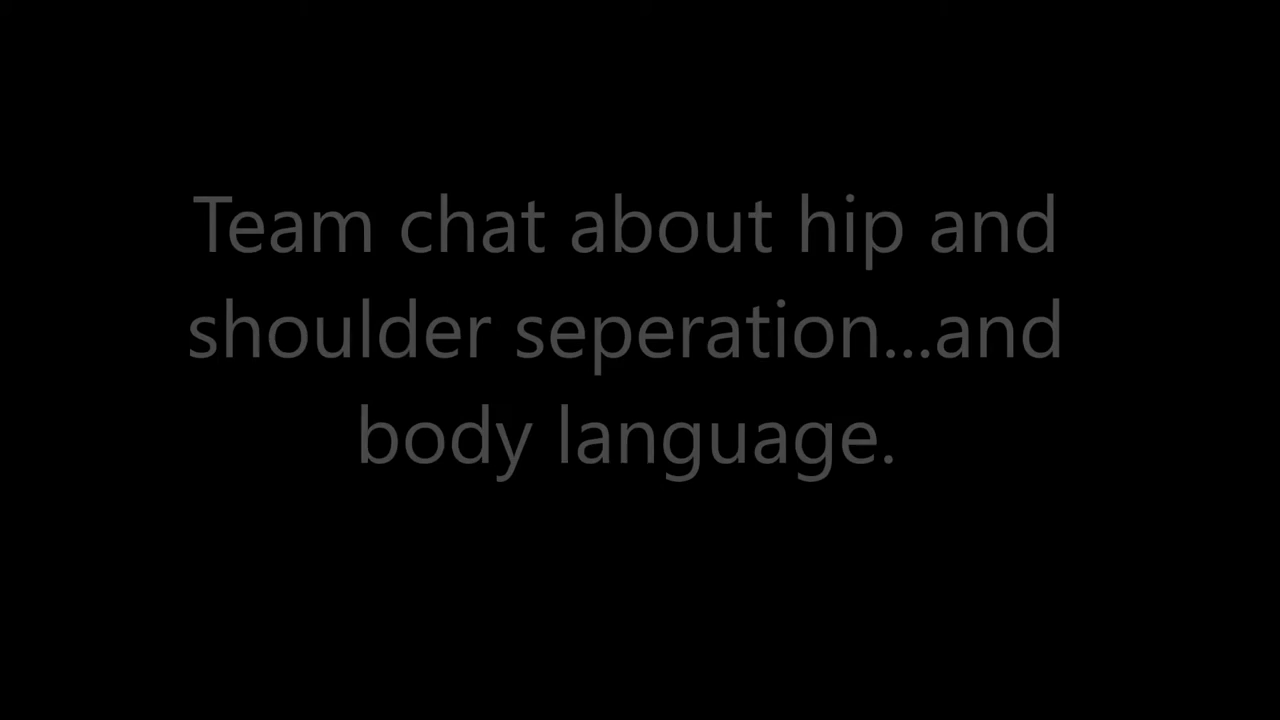 Team chat about hip and
shoulder seperation...and
body language.